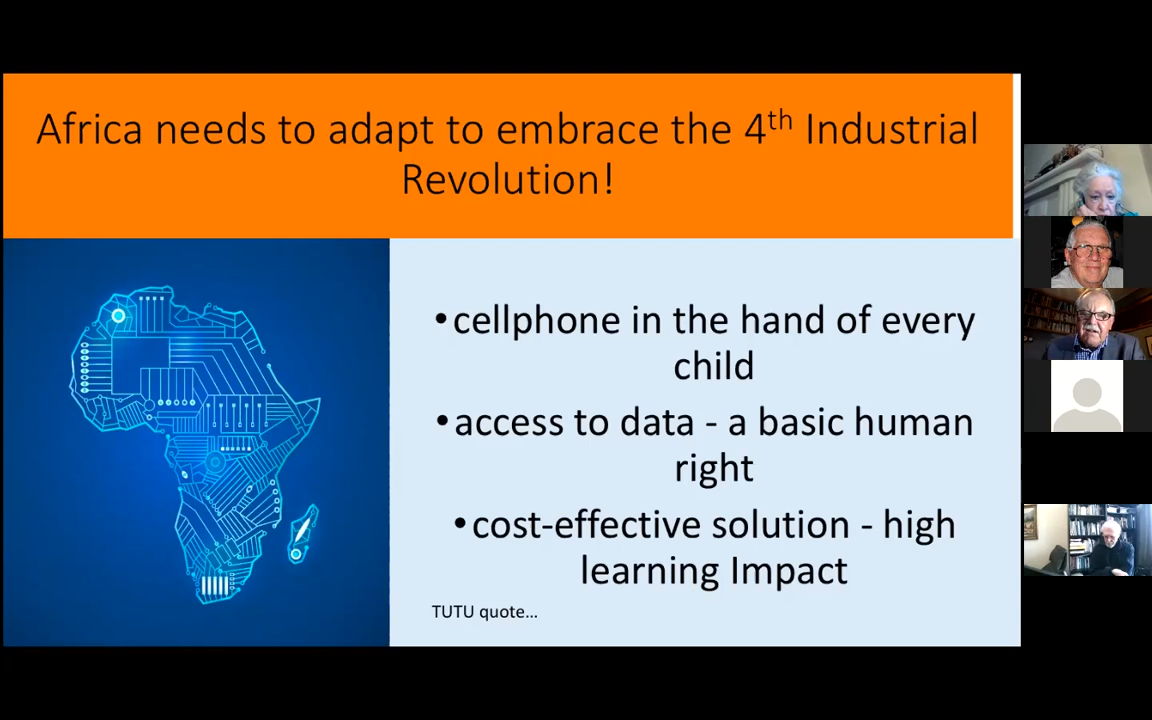 Africa needs to adapt to embrace the 4th Industrial
Revolution!
•cellphone in the hand of every
child
•access to data - a basic human
right
•cost-effective solution - high
learning Impact
TUTU quote...